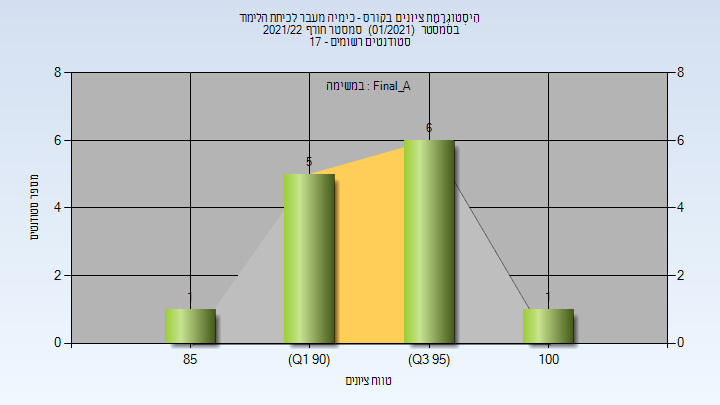 היסטוגרמת ציונים בקורס - כימיה מעבר לכיתת הלימוד
בסמסטר (01/2021) סמסטר חורף 2021/22
סטודנטים רשומים - 17
במשימה : Final_A
מספר סטודנטים
8
6
4
2
0
8
6
4
2
0
1
5
6
1
85
(Q1 90)
(Q3 95)
100
טווח ציונים